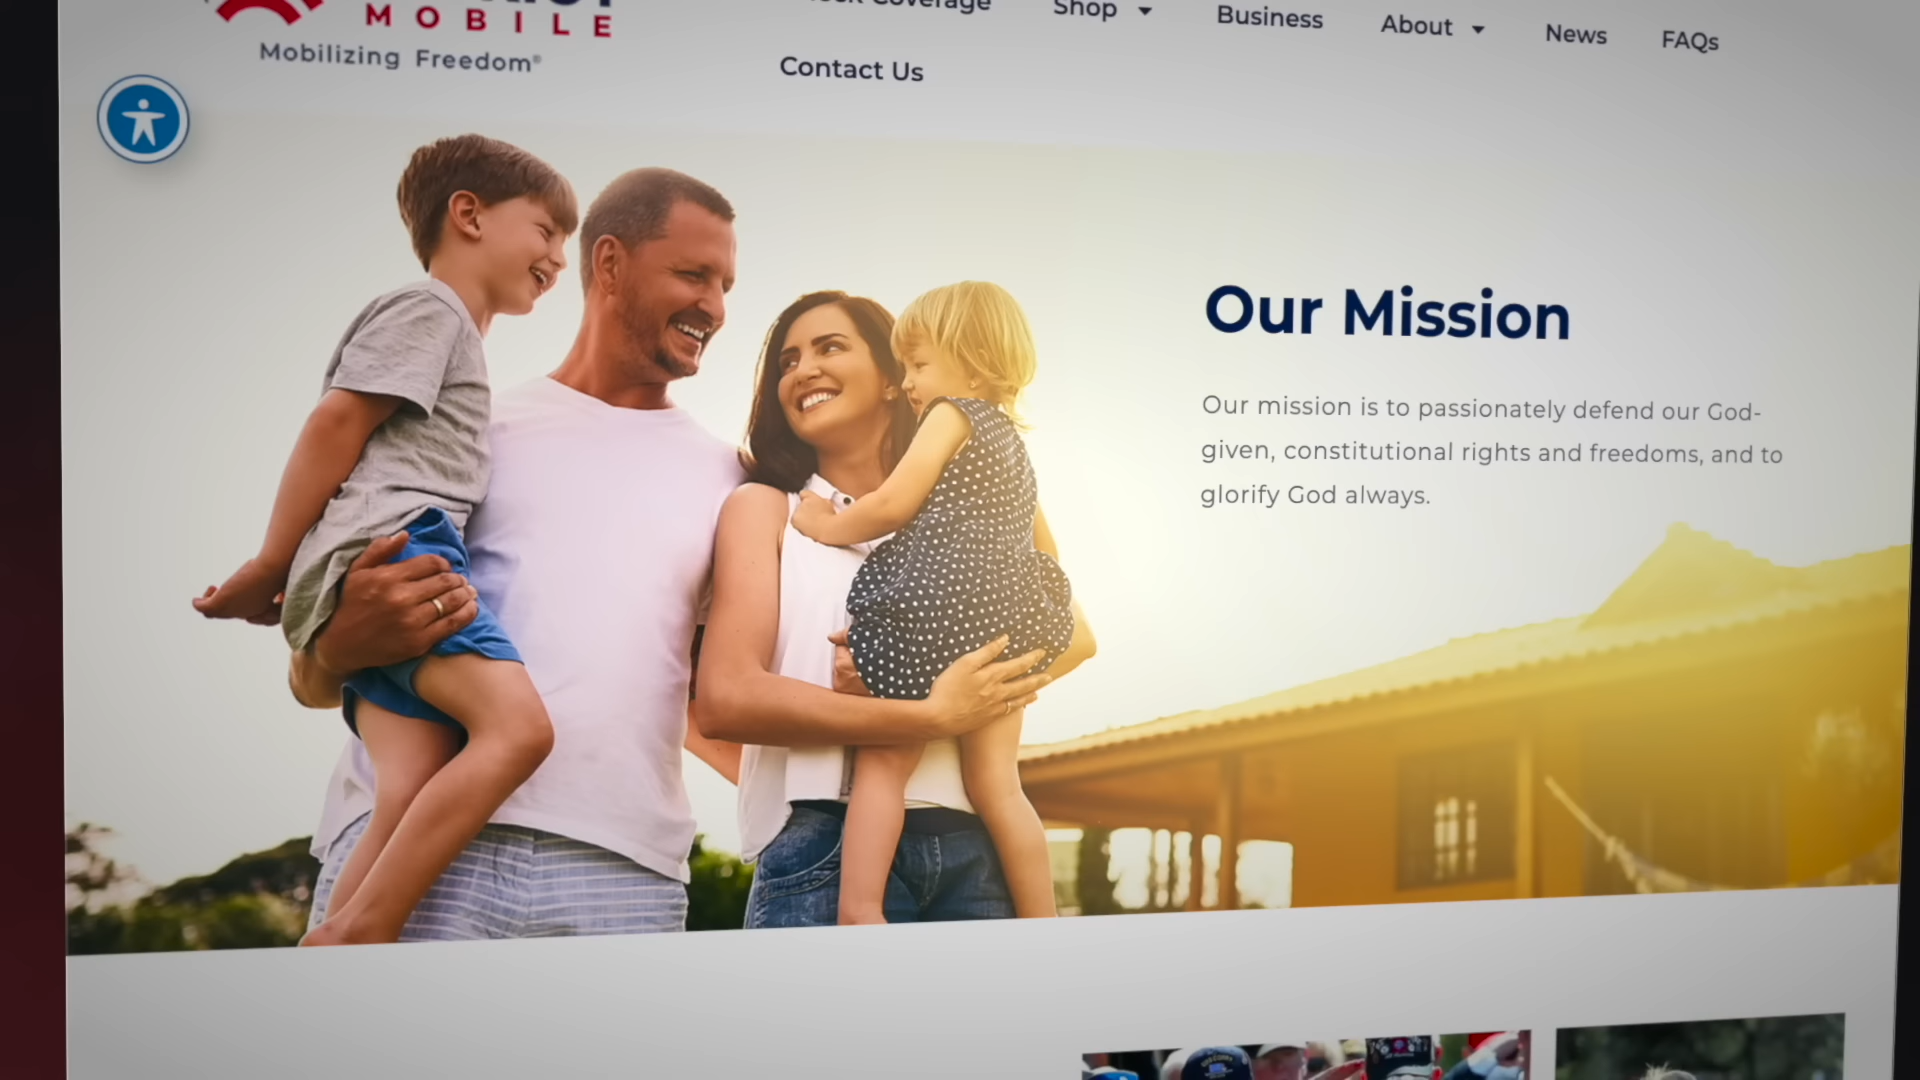 MOBILE
Mobilizing Freedom®
Coverage
Shop
Business
About
News
FAQs
Contact Us
Our Mission
Our mission is to passionately defend our God-
given, constitutional rights and freedoms, and to
glorify God always.